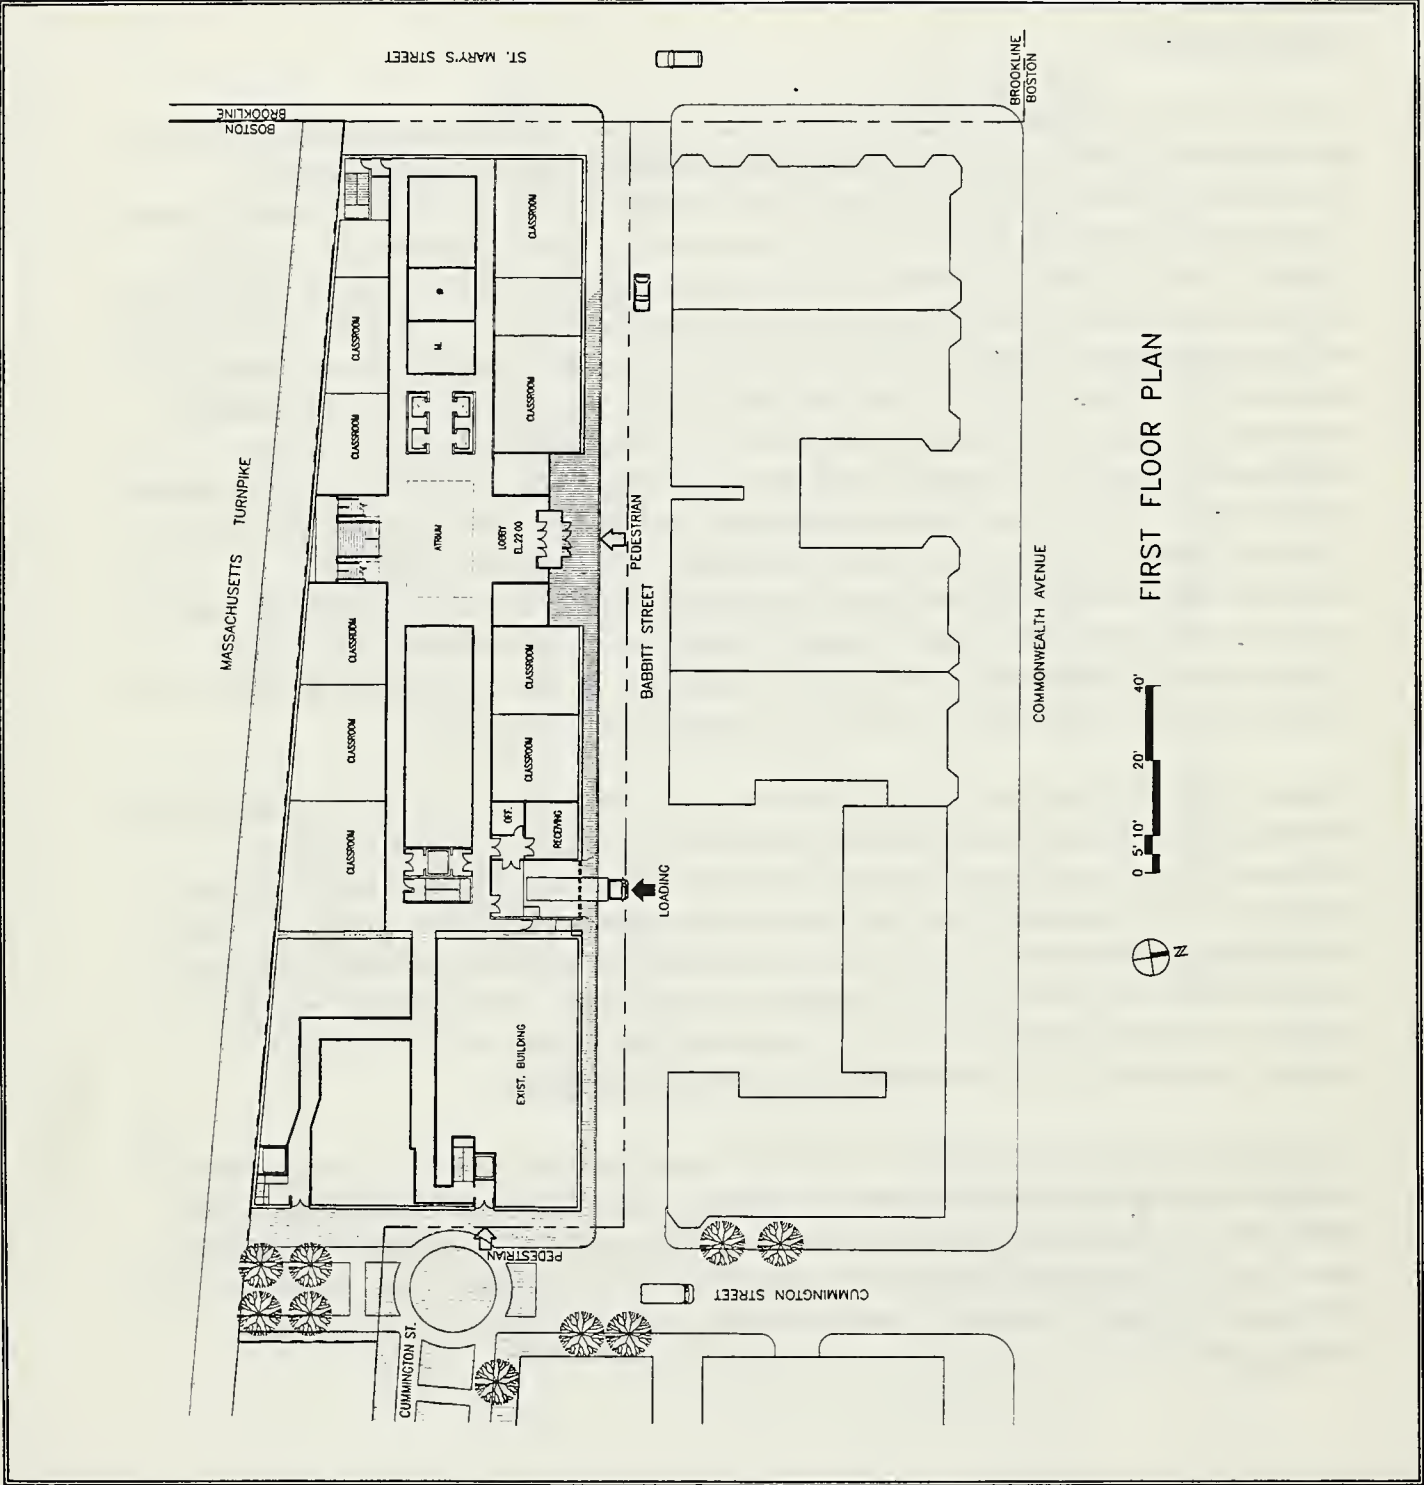 ST. MARY'S STREET
BROOKLINE
BOSTON
BROOKLINE
BOSTON
MASSACHUSETTS TURNPIKE
CLASSROOM
CLASSROOM
CLASSROOM
CLASSROOM
CLASSROOM
CLASSROOM
CLASSROOM
M.
ATRIUM
LOBBY
EL.22.00
CLASSROOM
CLASSROOM
OFF.
RECEIVING
EXIST. BUILDING
PEDESTRIAN
BABBITT STREET
LOADING
PEDESTRIAN
CUMMINGTON ST.
CUMMINGTON STREET
COMMONWEALTH AVENUE
FIRST FLOOR PLAN
0 5' 10' 20' 40'
N